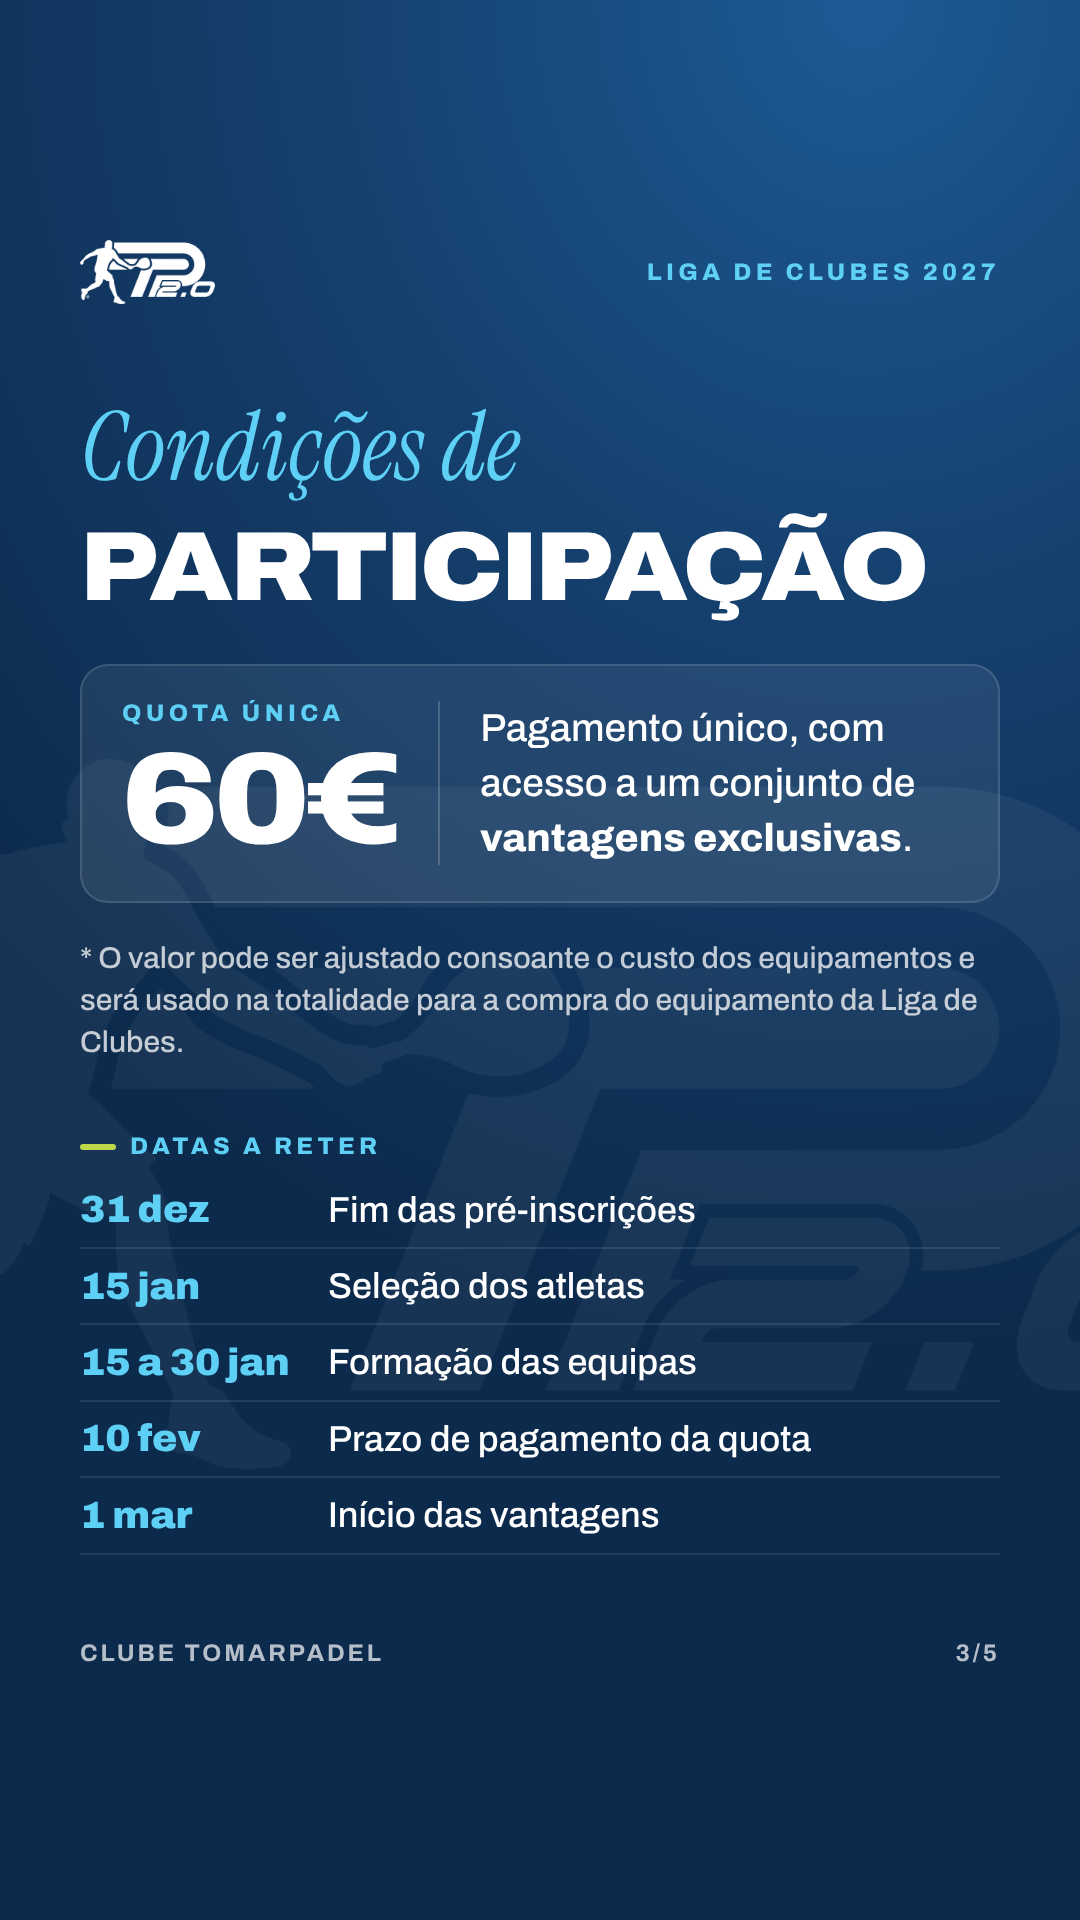 TP2.0
LIGA DE CLUBES 2027
Condições de
PARTICIPAÇÃO
QUOTA ÚNICA
60€
Pagamento único, com
acesso a um conjunto de
vantagens exclusivas.
* O valor pode ser ajustado consoante o custo dos equipamentos e
será usado na totalidade para a compra do equipamento da Liga de
Clubes.
DATAS A RETER
31 dez Fim das pré-inscrições
15 jan Seleção dos atletas
15 a 30 jan Formação das equipas
10 fev Prazo de pagamento da quota
1 mar Início das vantagens
CLUBE TOMARPADEL
3/5